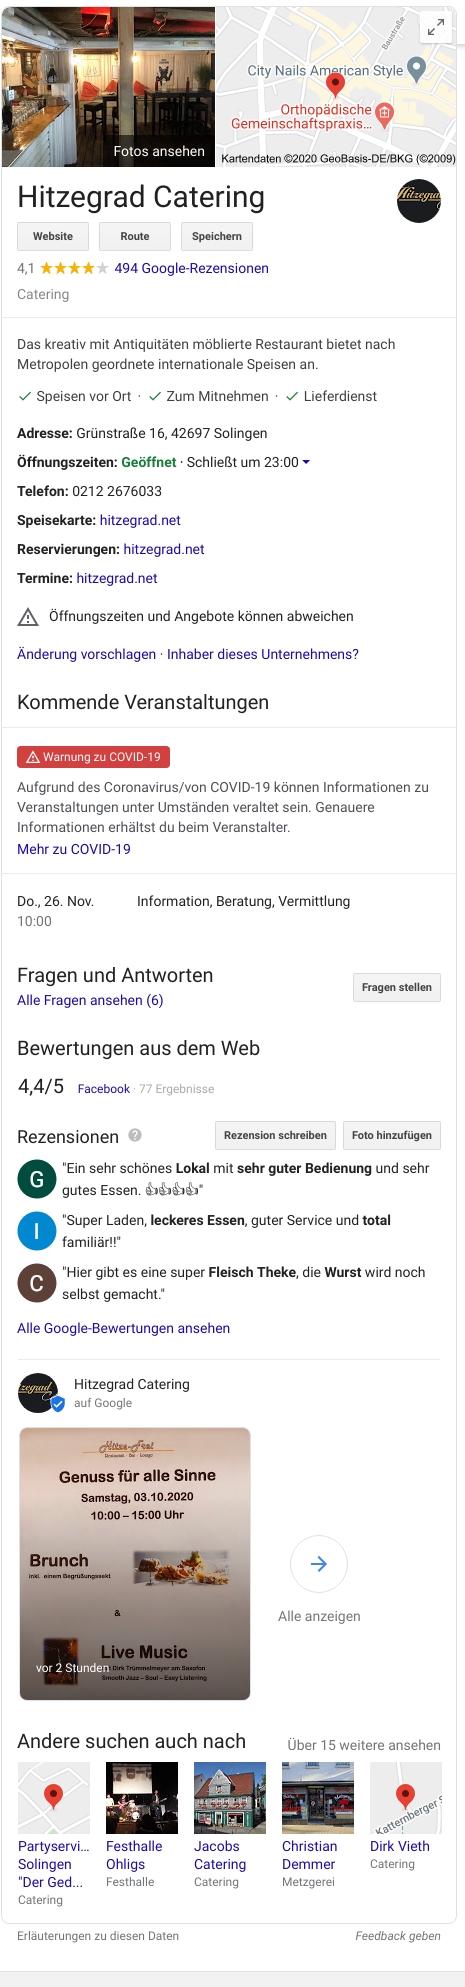 Baustraße
City Nails American Style
Orthopädische
Gemeinschaftspraxis...
Fotos ansehen
Kartendaten ©2020 GeoBasis-DE/BKG (©2009)
Hitzegrad Catering
Hitzegrad
Website
Route
Speichern
4,1 ★★★★★ 494 Google-Rezensionen
Catering
Das kreativ mit Antiquitäten möblierte Restaurant bietet nach
Metropolen geordnete internationale Speisen an.
✓ Speisen vor Ort · ✓ Zum Mitnehmen · ✓ Lieferdienst
Adresse: Grünstraße 16, 42697 Solingen
Öffnungszeiten: Geöffnet · Schließt um 23:00
Telefon: 0212 2676033
Speisekarte: hitzegrad.net
Reservierungen: hitzegrad.net
Termine: hitzegrad.net
Öffnungszeiten und Angebote können abweichen
Änderung vorschlagen · Inhaber dieses Unternehmens?
Kommende Veranstaltungen
Warnung zu COVID-19
Aufgrund des Coronavirus/von COVID-19 können Informationen zu
Veranstaltungen unter Umständen veraltet sein. Genauere
Informationen erhältst du beim Veranstalter.
Mehr zu COVID-19
Do., 26. Nov. Information, Beratung, Vermittlung
10:00
Fragen und Antworten
Alle Fragen ansehen (6)
Fragen stellen
Bewertungen aus dem Web
4,4/5 Facebook · 77 Ergebnisse
Rezensionen ?
Rezension schreiben
Foto hinzufügen
G
"Ein sehr schönes Lokal mit sehr guter Bedienung und sehr
gutes Essen. 👍👍👍👍"
I
"Super Laden, leckeres Essen, guter Service und total
familiär!!"
C
"Hier gibt es eine super Fleisch Theke, die Wurst wird noch
selbst gemacht."
Alle Google-Bewertungen ansehen
zegrad
Hitzegrad Catering
auf Google
Hitze-Frei
Restaurant - Bar - Lounge
Genuss für alle Sinne
Samstag, 03.10.2020
10:00 – 15:00 Uhr
Brunch
inkl. einem Begrüßungssekt
&
Live Music
vor 2 Stunden
Dirk Trümmelmeyer am Saxofon
Smooth Jazz – Soul – Easy Listening
Alle anzeigen
Andere suchen auch nach
Über 15 weitere ansehen
Katternberger S
Partyservi...
Solingen
"Der Ged...
Catering
Festhalle
Ohligs
Festhalle
Jacobs
Catering
Catering
Christian
Demmer
Metzgerei
Dirk Vieth
Catering
Erläuterungen zu diesen Daten
Feedback geben